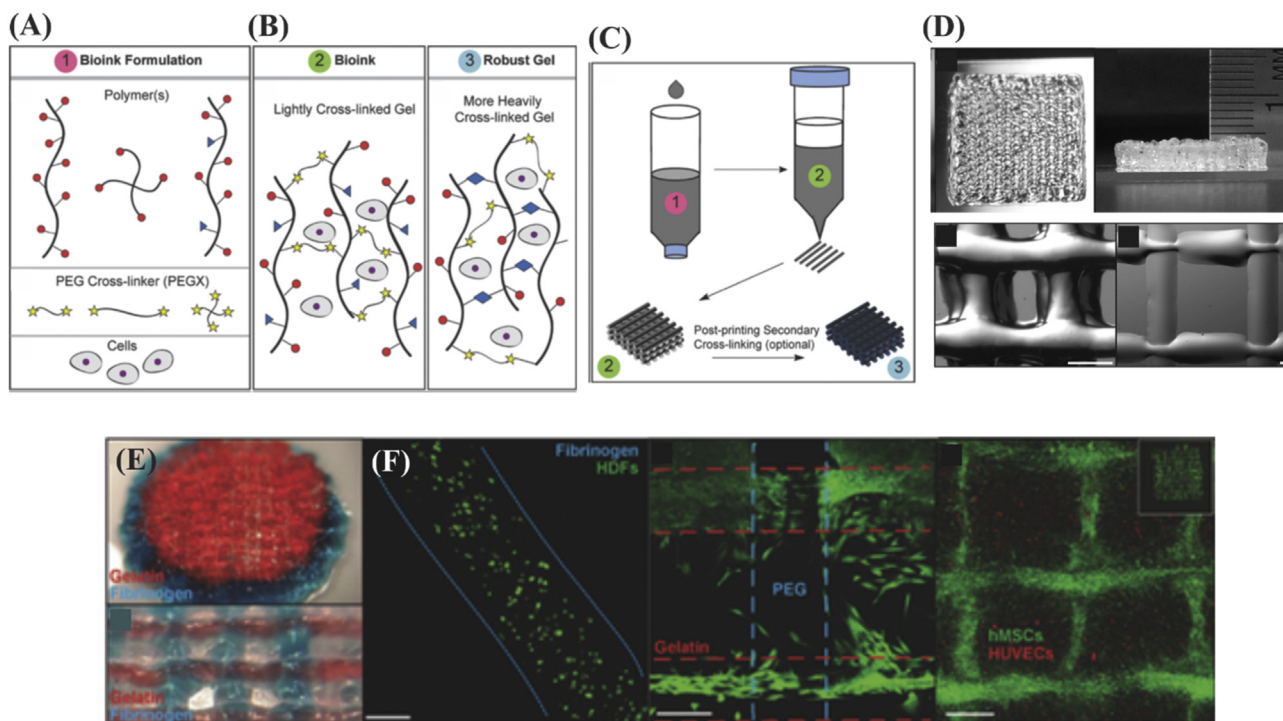 (A)
1 Bioink Formulation
Polymer(s)
PEG Cross-linker (PEGX)
Cells
(B)
2 Bioink
Lightly Cross-linked Gel
3 Robust Gel
More Heavily
Cross-linked Gel
(C)
1
2
2
Post-printing Secondary
Cross-linking (optional)
3
(D)
1
MM
(E)
Gelatin
Fibrinogen
Gelatin
Fibrinogen
(F)
Fibrinogen
HDFs
PEG
Gelatin
hMSCs
HUVECs